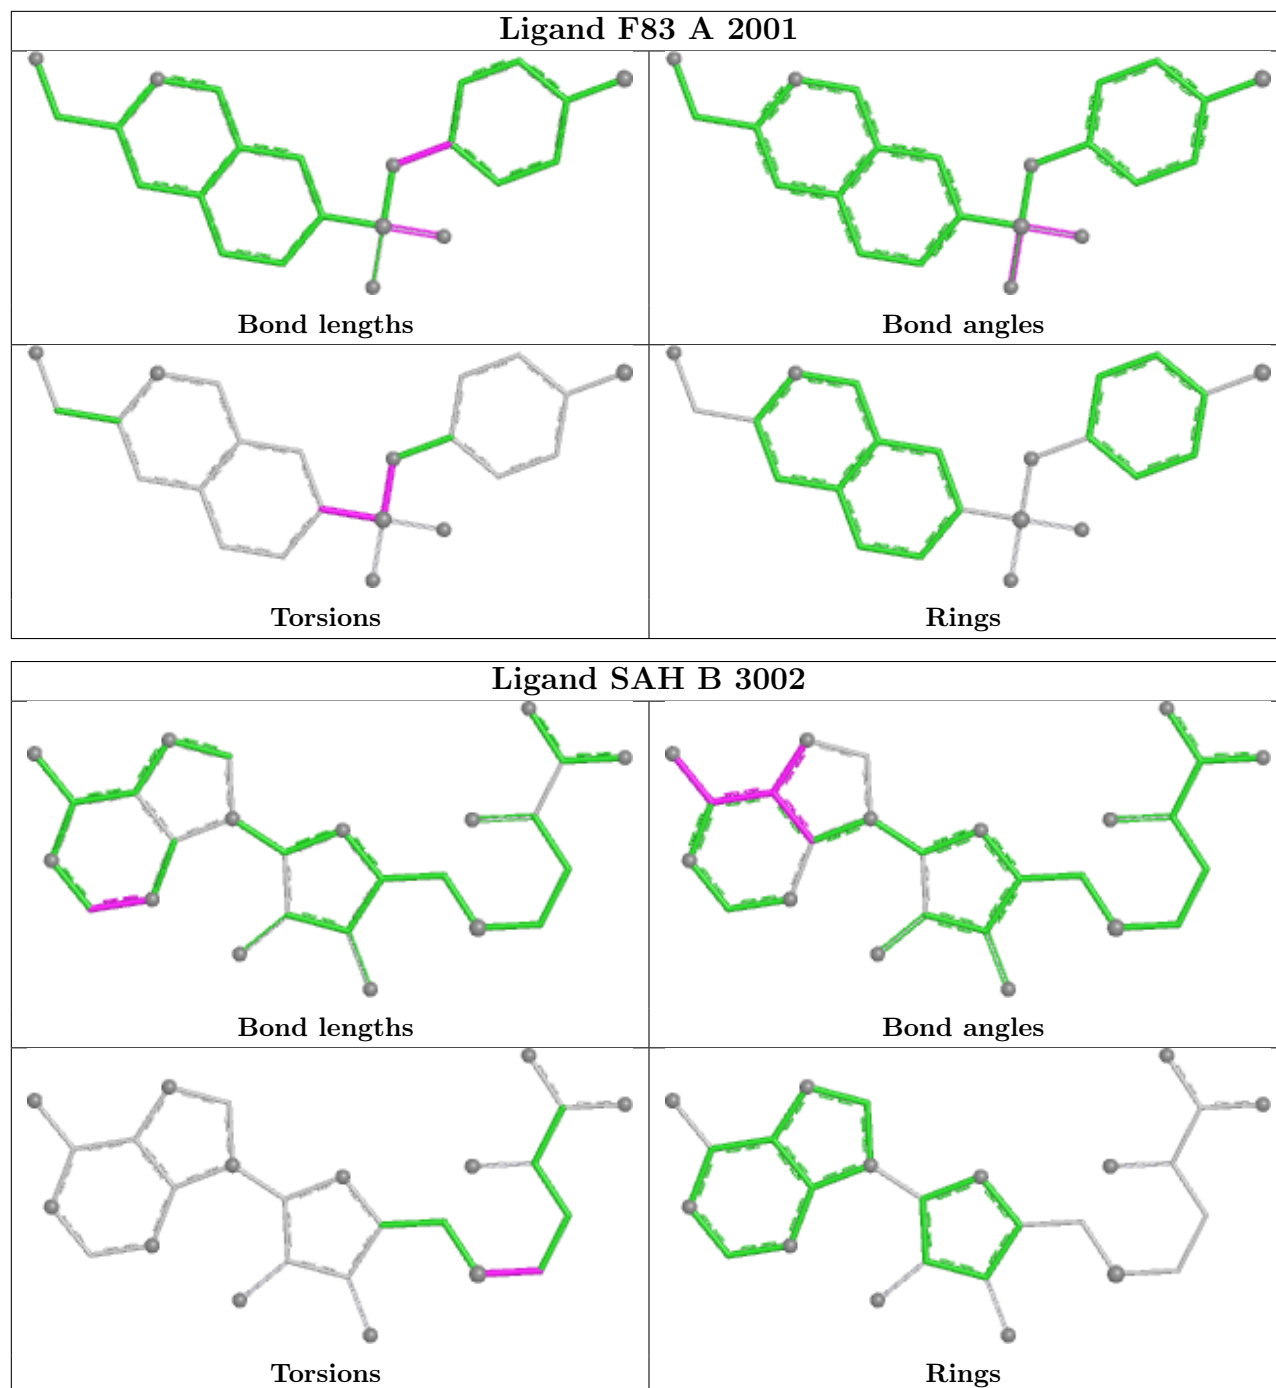 Ligand F83 A 2001
Bond lengths
Bond angles
Torsions
Rings
Ligand SAH B 3002
Bond lengths
Bond angles
Torsions
Rings